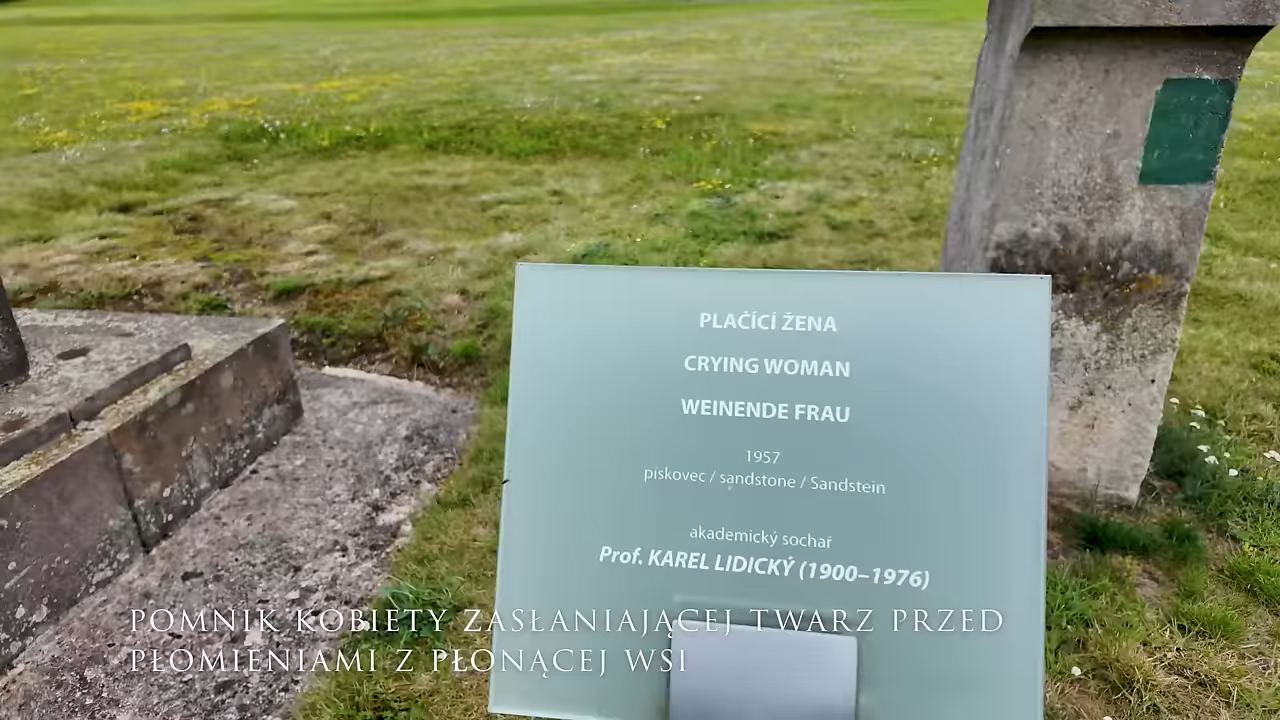 PLAČÍCÍ ŽENA
CRYING WOMAN
WEINENDE FRAU
1957
pískovec / sandstone / Sandstein
akademický sochař
Prof. KAREL LIDICKÝ (1900–1976)
POMNIK KOBIETY ZASŁANIAJĄCEJ TWARZ PRZED
PŁOMIENIAMI Z PŁONĄCEJ WSI